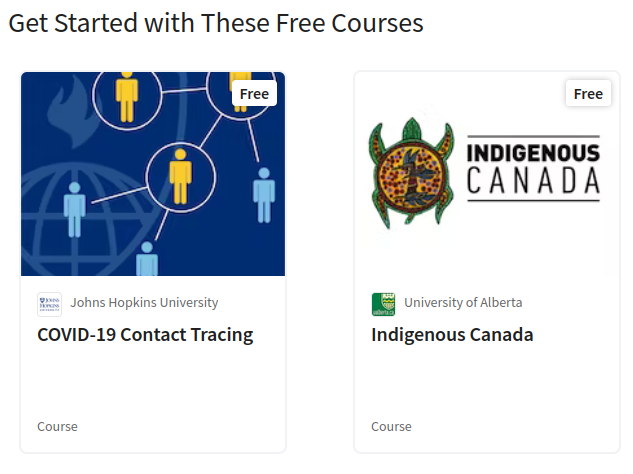 Get Started with These Free Courses
Free
Johns Hopkins University
COVID-19 Contact Tracing
Course
Free
INDIGENOUS
CANADA
University of Alberta
Indigenous Canada
Course